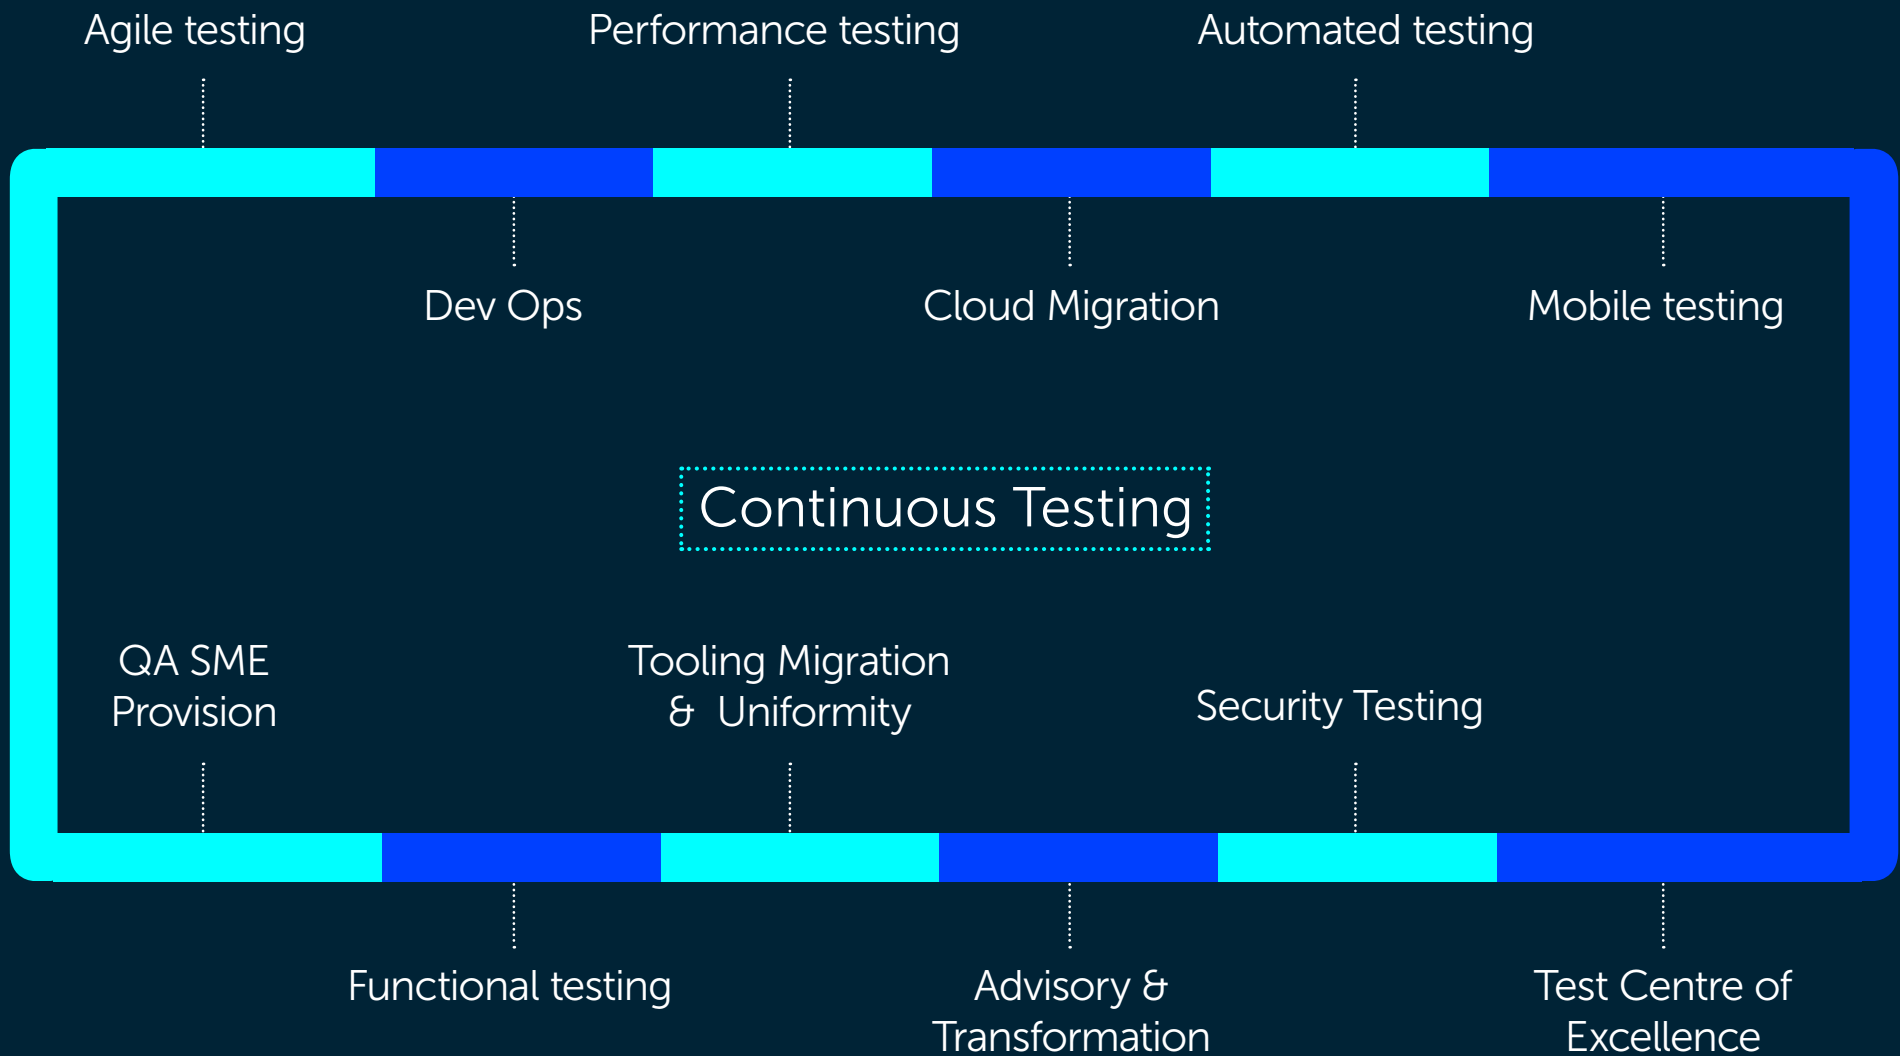 Agile testing
Performance testing
Automated testing
Dev Ops
Cloud Migration
Mobile testing
Continuous Testing
QA SME
Provision
Tooling Migration
& Uniformity
Security Testing
Functional testing
Advisory &
Transformation
Test Centre of
Excellence